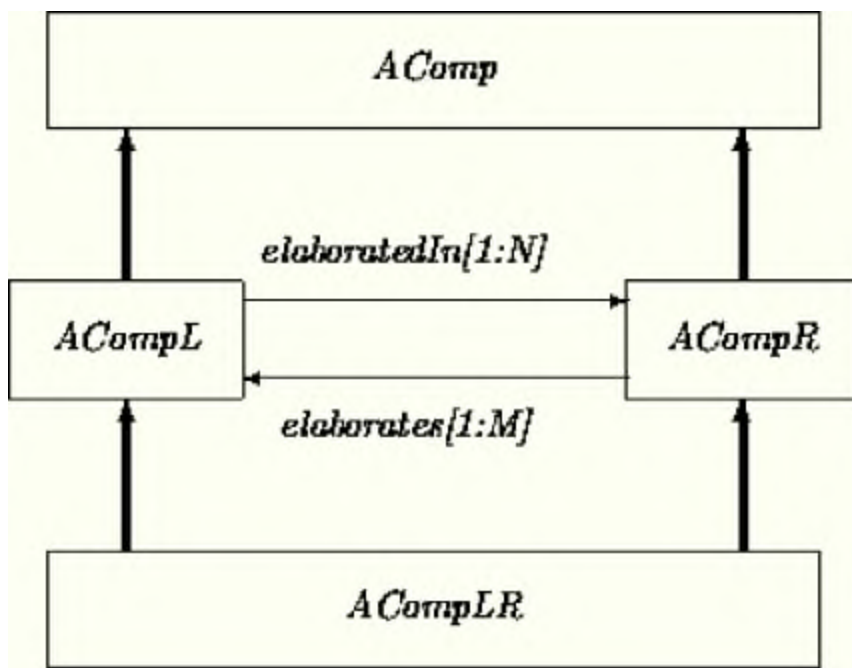 AComp
elaboratedIn[1:N]
ACompL
ACompR
elaborates[1:M]
ACompLR